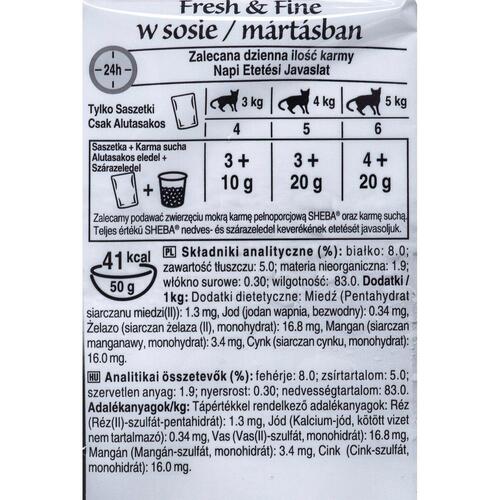 Fresh & Fine
w sosie / mártásban
Zalecana dzienna ilość karmy
Napi Etetési Javaslat
24h
Tylko Saszetki
Csak Alutasakos
3 kg 4 kg 5 kg
4 5 6
Saszetka + Karma sucha
Alutasakos eledel +
Szárazeledel
+
3 + 3 + 4 +
10 g 20 g 20 g
Zalecamy podawać zwierzęciu mokrą karmę pełnoporcjową SHEBA® oraz karmę suchą.
Teljes értékű SHEBA® nedves- és szárazeledel keverékének etetését javasoljuk.
41 kcal
50 g
PL Składniki analityczne (%): białko: 8.0;
zawartość tłuszczu: 5.0; materia nieorganiczna: 1.9;
włókno surowe: 0.30; wilgotność: 83.0. Dodatki /
1kg: Dodatki dietetyczne: Miedź (Pentahydrat
siarczanu miedzi(II)): 1.3 mg, Jod (jodan wapnia, bezwodny): 0.34 mg,
Żelazo (siarczan żelaza (II), monohydrat): 16.8 mg, Mangan (siarczan
manganawy, monohydrat): 3.4 mg, Cynk (siarczan cynku, monohydrat):
16.0 mg.
HU Analitikai összetevők (%): fehérje: 8.0; zsírtartalom: 5.0;
szervetlen anyag: 1.9; nyersrost: 0.30; nedvességtartalom: 83.0.
Adalékanyagok/kg: Tápértékkel rendelkező adalékanyagok: Réz
(Réz(II)-szulfát-pentahidrát): 1.3 mg, Jód (Kalcium-jód, kötött vizet
nem tartalmazó): 0.34 mg, Vas (Vas(II)-szulfát, monohidrát): 16.8 mg,
Mangán (Mangán-szulfát, monohidrát): 3.4 mg, Cink (Cink-szulfát,
monohidrát): 16.0 mg.